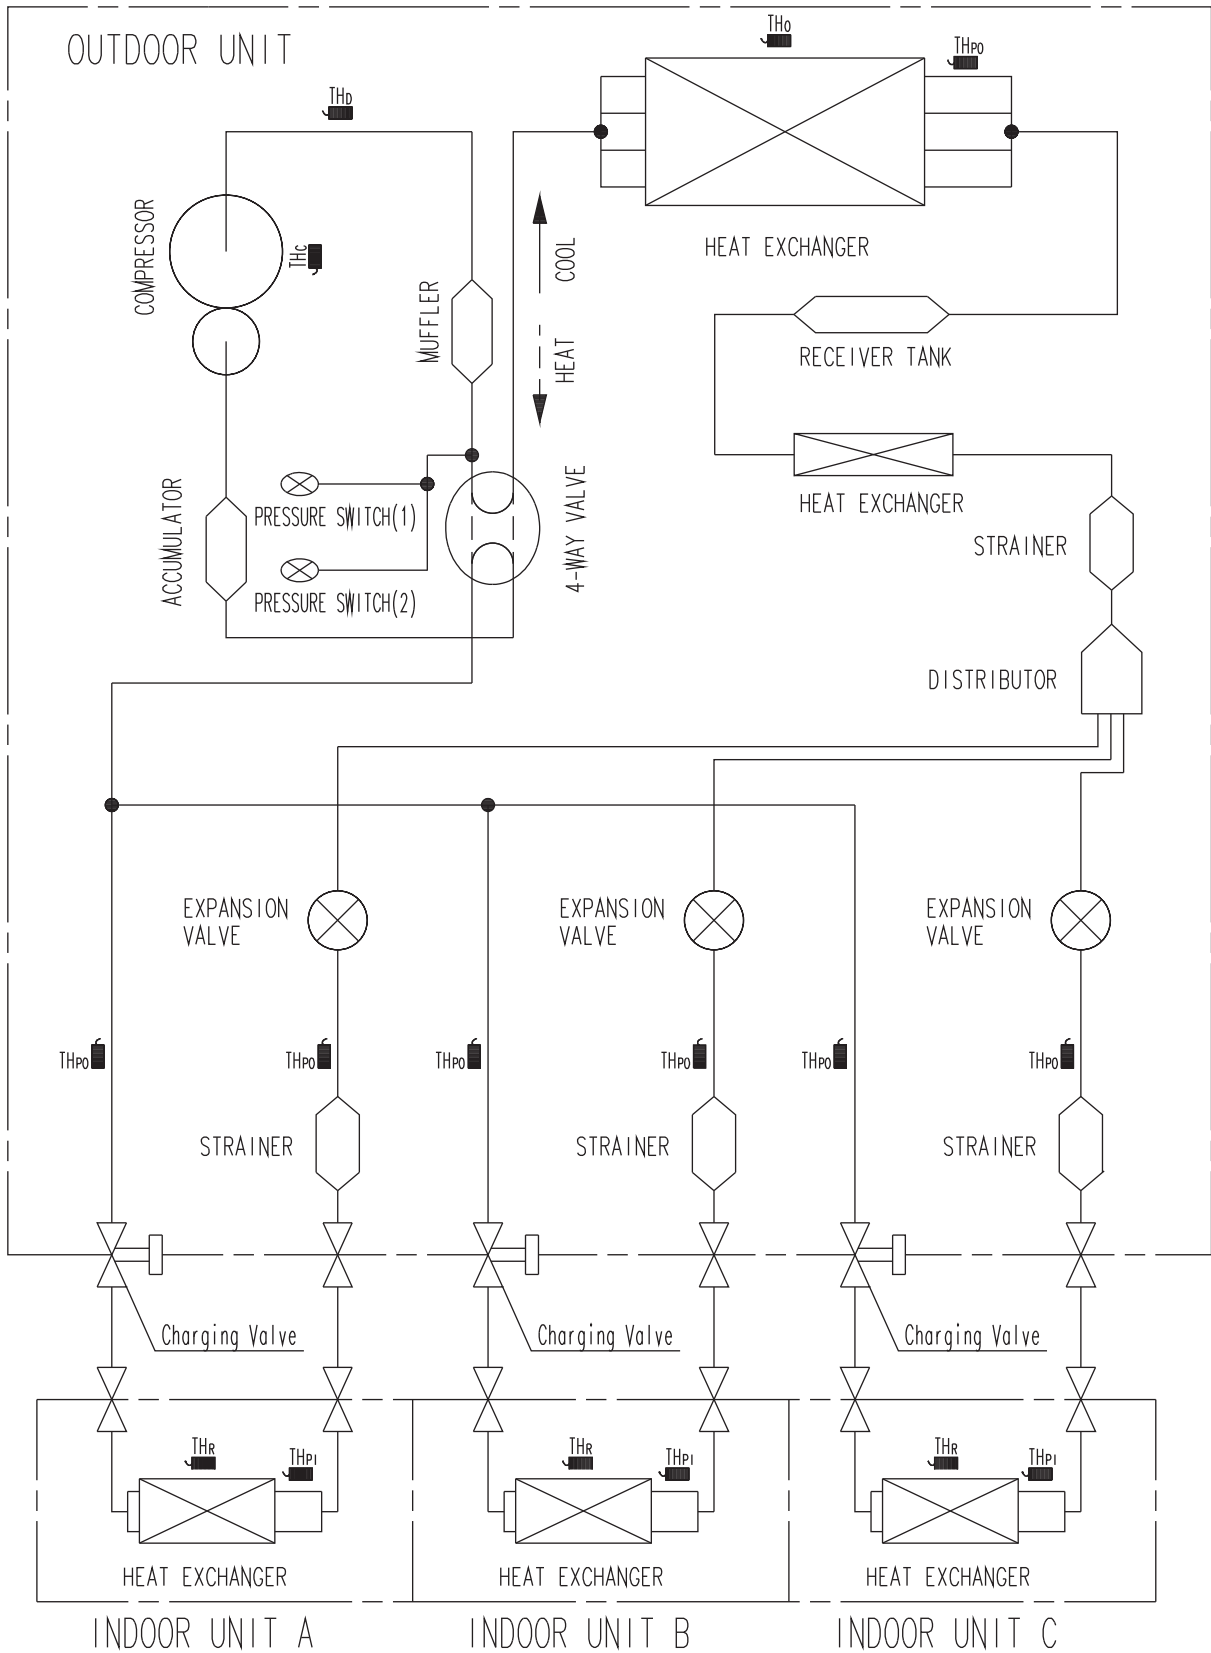 OUTDOOR UNIT
THO
THPO
THD
COMPRESSOR
THC
HEAT EXCHANGER
COOL
MUFFLER
HEAT
RECEIVER TANK
ACCUMULATOR
PRESSURE SWITCH(1)
4-WAY VALVE
HEAT EXCHANGER
STRAINER
PRESSURE SWITCH(2)
DISTRIBUTOR
EXPANSION VALVE
EXPANSION VALVE
EXPANSION VALVE
THPO
THPO
THPO
THPO
THPO
THPO
STRAINER
STRAINER
STRAINER
Charging Valve
Charging Valve
Charging Valve
THR
THPI
THR
THPI
THR
THPI
HEAT EXCHANGER
HEAT EXCHANGER
HEAT EXCHANGER
INDOOR UNIT A
INDOOR UNIT B
INDOOR UNIT C